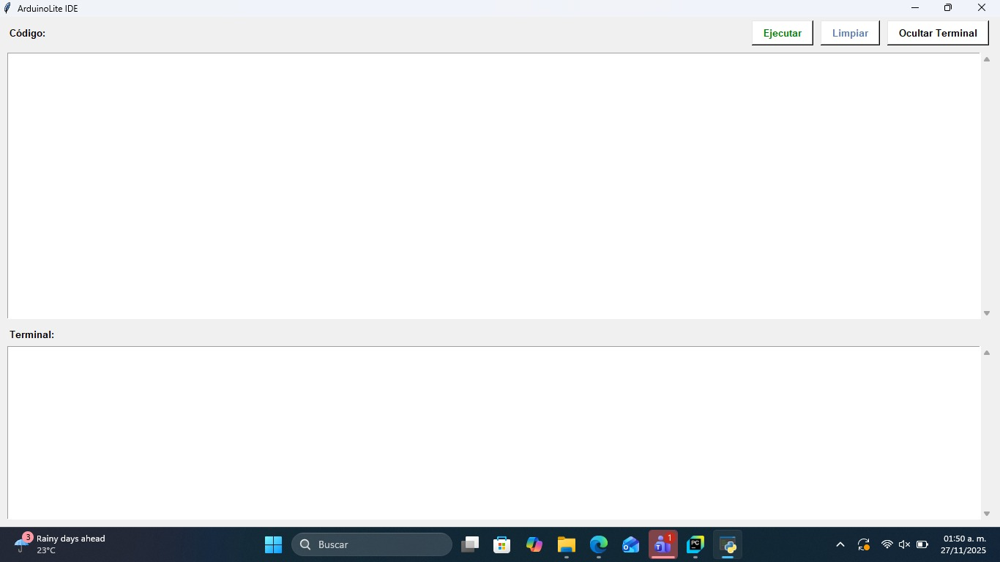 ArduinoLite IDE
Código:
Ejecutar
Limpiar
Ocultar Terminal
Terminal:
3
Rainy days ahead
23°C
Buscar
1
T
PC
01:50 a. m.
27/11/2025